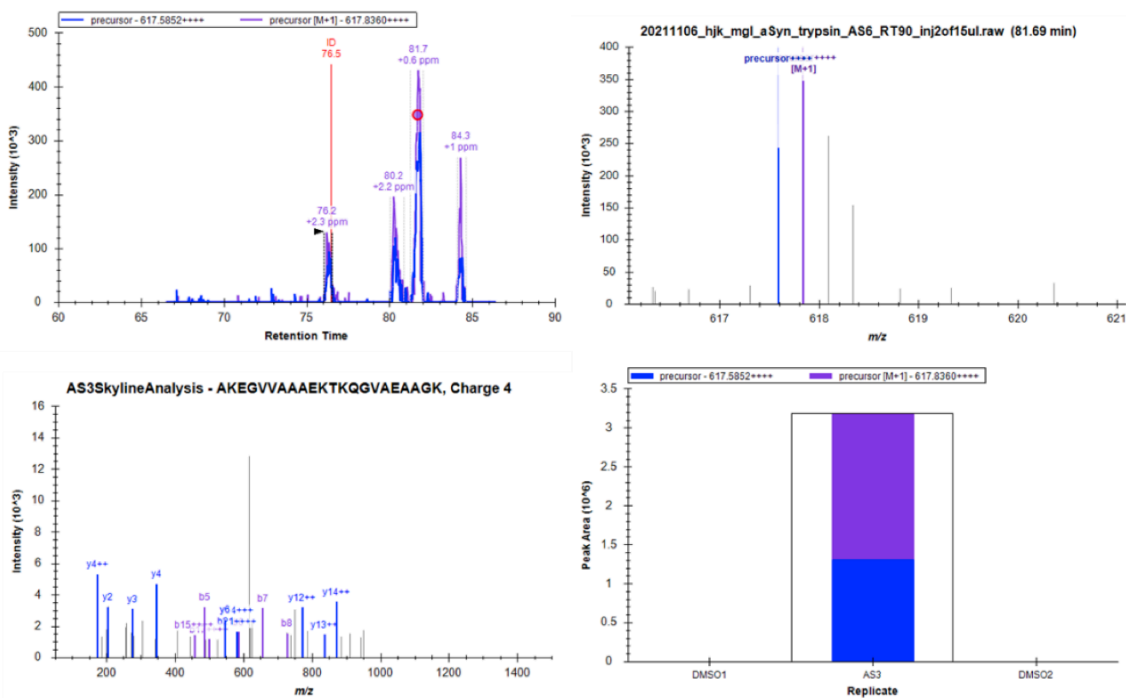 precursor - 617.5852++++ precursor [M+1] - 617.8360++++
500
400
300
200
100
0
Intensity (10^3)
ID
76.5
81.7
+0.6 ppm
84.3
+1 ppm
80.2
+2.2 ppm
76.2
+2.3 ppm
60 65 70 75 80 85 90
Retention Time
20211106_hjk_mgl_aSyn_trypsin_AS6_RT90_inj2of15ul.raw (81.69 min)
400
350
300
250
200
150
100
50
0
Intensity (10^3)
[M+1]
617 618 619 620 621
m/z
AS3SkylineAnalysis - AKEGVVAAAEKTKQGVAEAAGK, Charge 4
16
14
12
10
8
6
4
2
0
Intensity (10^3)
y4++
y2
y3
y4
b5
b7
b8
y12++
y13++
y14++
200 400 600 800 1000 1200 1400
m/z
precursor - 617.5852++++ precursor [M+1] - 617.8360++++
3.5
3
2.5
2
1.5
1
0.5
0
Peak Area (10^6)
DMSO1 AS3 DMSO2
Replicate